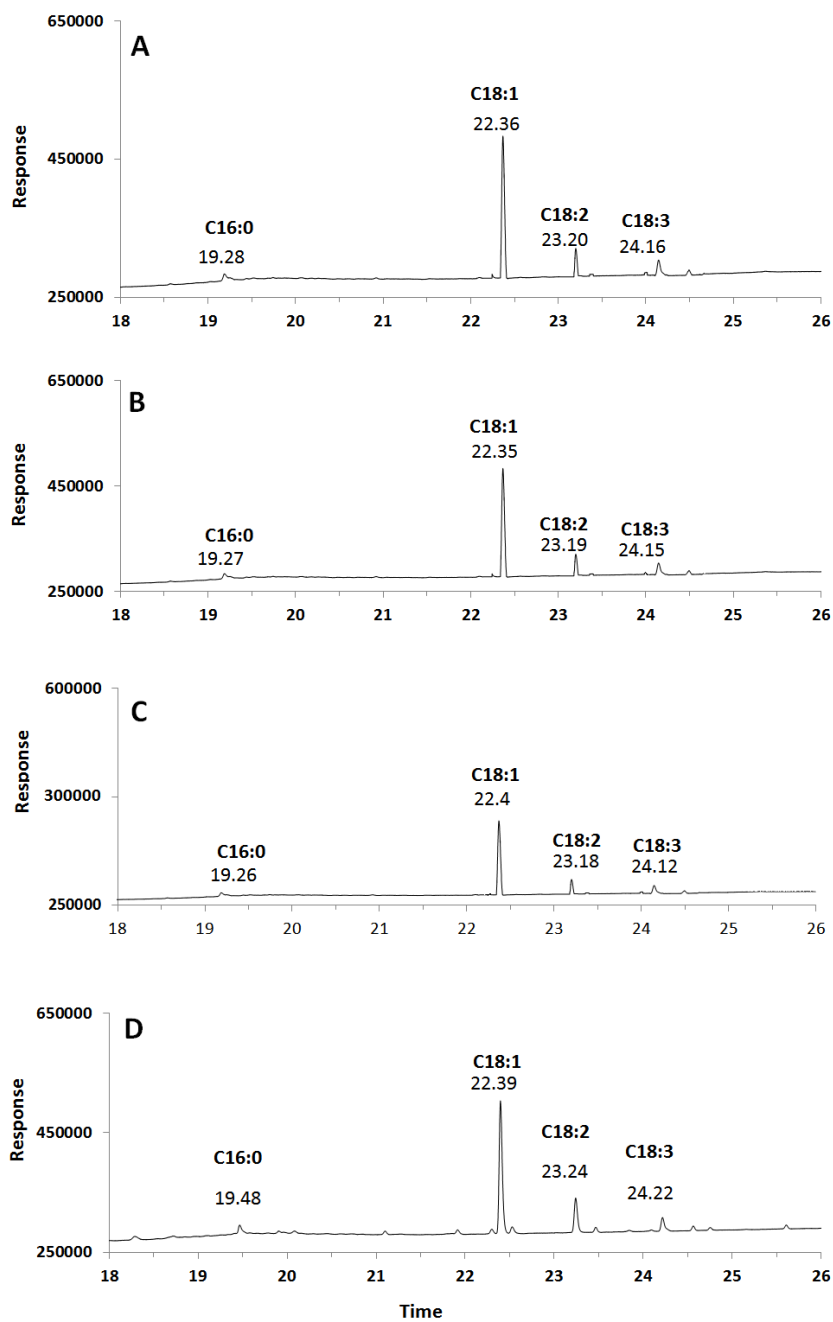 650000
A
C18:1
22.36
450000
Response
C16:0
19.28
C18:2
23.20
C18:3
24.16
250000
18 19 20 21 22 23 24 25 26
650000
B
C18:1
22.35
450000
Response
C16:0
19.27
C18:2
23.19
C18:3
24.15
250000
18 19 20 21 22 23 24 25 26
600000
C
C18:1
22.4
300000
Response
C16:0
19.26
C18:2
23.18
C18:3
24.12
250000
18 19 20 21 22 23 24 25 26
650000
D
C18:1
22.39
450000
Response
C16:0
19.48
C18:2
23.24
C18:3
24.22
250000
18 19 20 21 22 23 24 25 26
Time